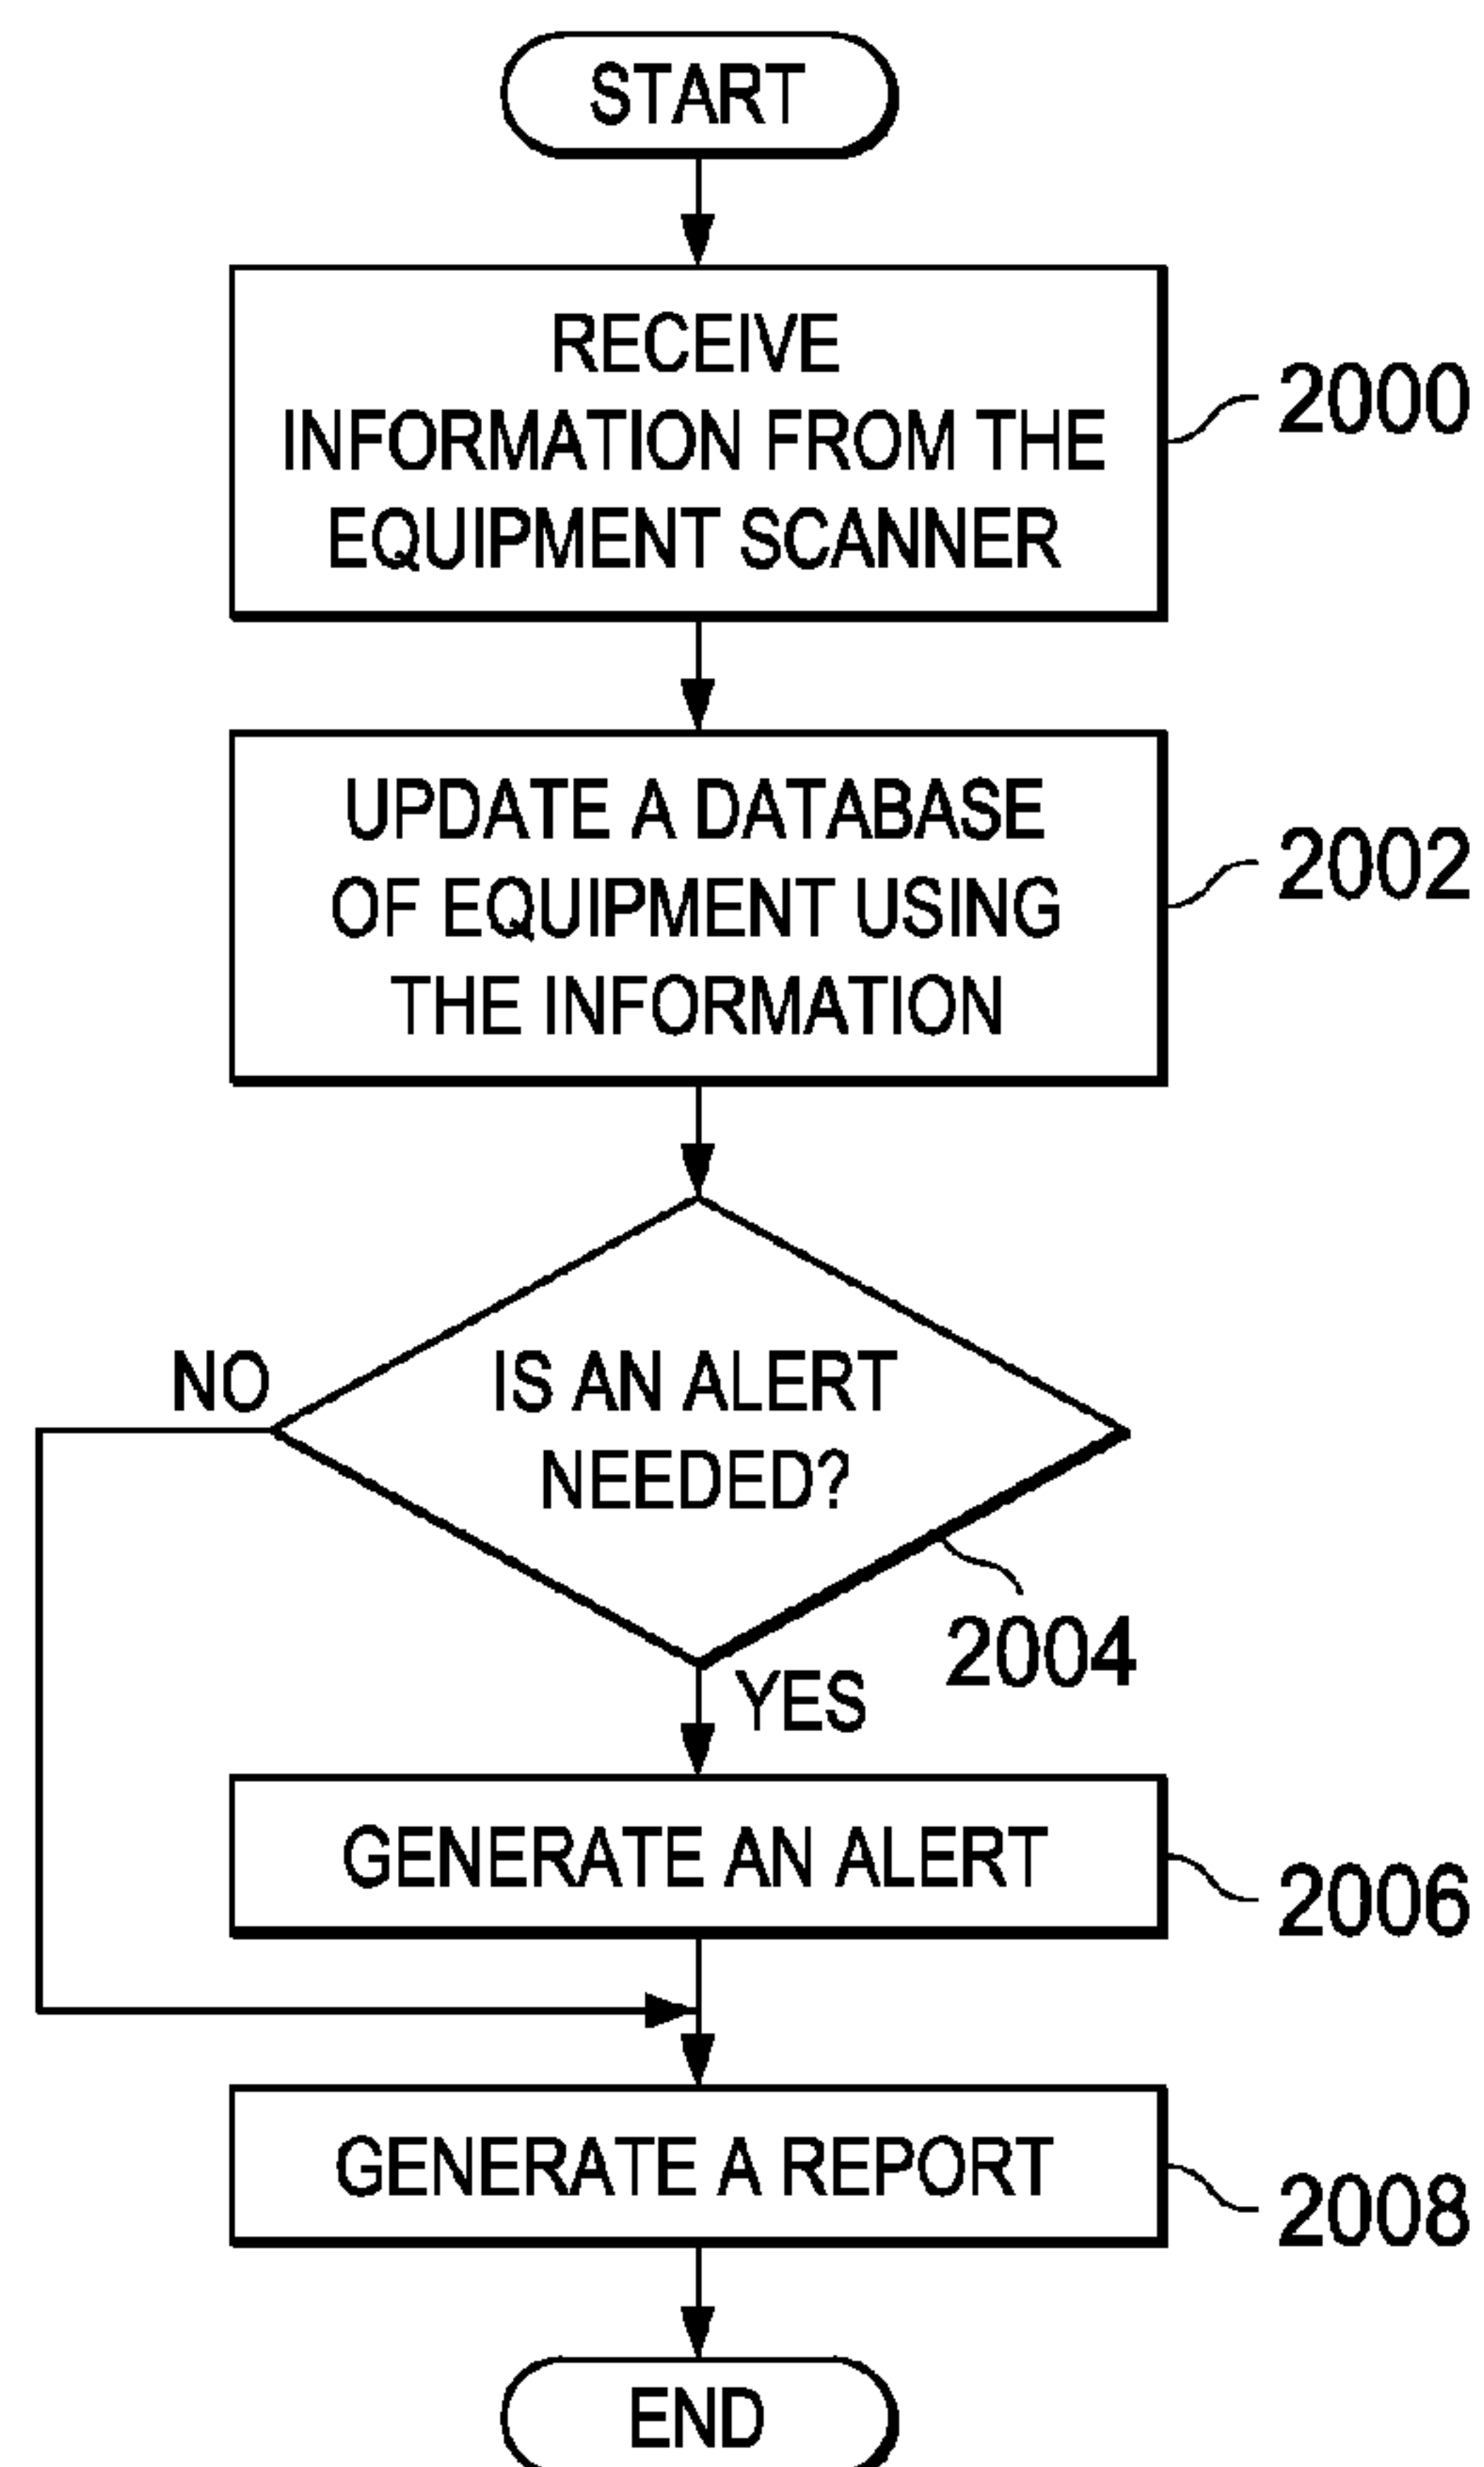 START
RECEIVE
INFORMATION FROM THE
EQUIPMENT SCANNER
2000
UPDATE A DATABASE
OF EQUIPMENT USING
THE INFORMATION
2002
NO
IS AN ALERT
NEEDED?
2004
YES
GENERATE AN ALERT
2006
GENERATE A REPORT
2008
END